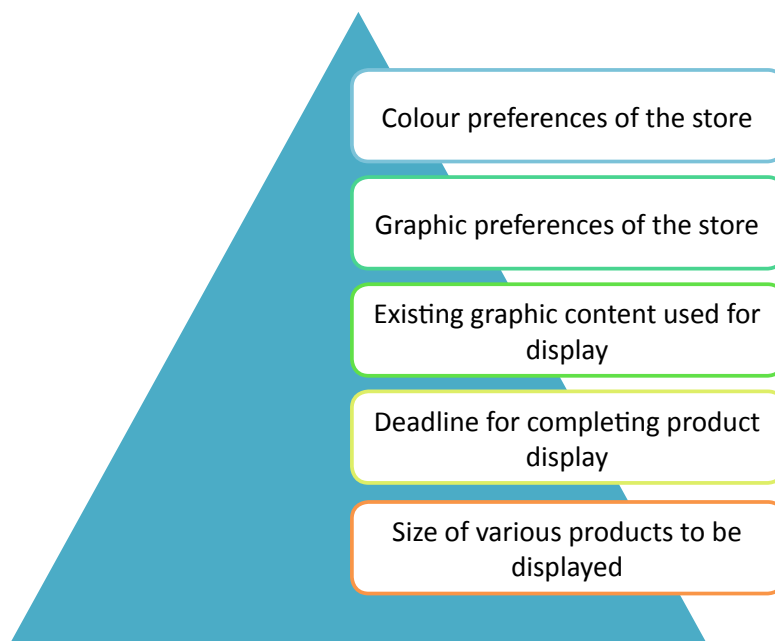 Colour preferences of the store
Graphic preferences of the store
Existing graphic content used for
display
Deadline for completing product
display
Size of various products to be
displayed